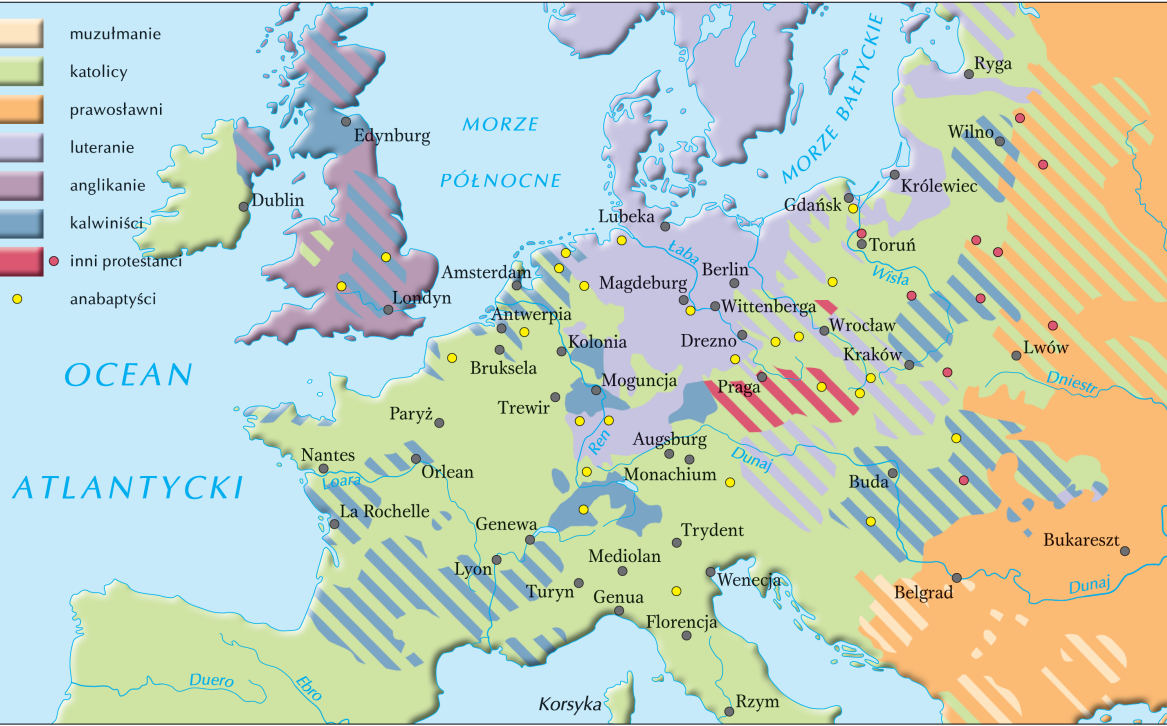 muzułmanie
katolicy
prawosławni
luteranie
anglikanie
kalwiniści
inni protestanci
anabaptyści
MORZE
PÓŁNOCNE
MORZE BAŁTYCKIE
OCEAN
ATLANTYCKI
Ryga
Wilno
Edynburg
Dublin
Królewiec
Gdańsk
Lubeka
Toruń
Łaba
Wisła
Amsterdam
Magdeburg
Berlin
Londyn
Wittenberga
Antwerpia
Wrocław
Kolonia
Drezno
Bruksela
Kraków
Lwów
Moguncja
Praga
Dniestr
Trewir
Paryż
Ren
Augsburg
Nantes
Dunaj
Orlean
Monachium
Loara
Buda
La Rochelle
Genewa
Trydent
Bukareszt
Mediolan
Lyon
Wenecja
Turyn
Genua
Belgrad
Dunaj
Florencja
Duero
Ebro
Korsyka
Rzym